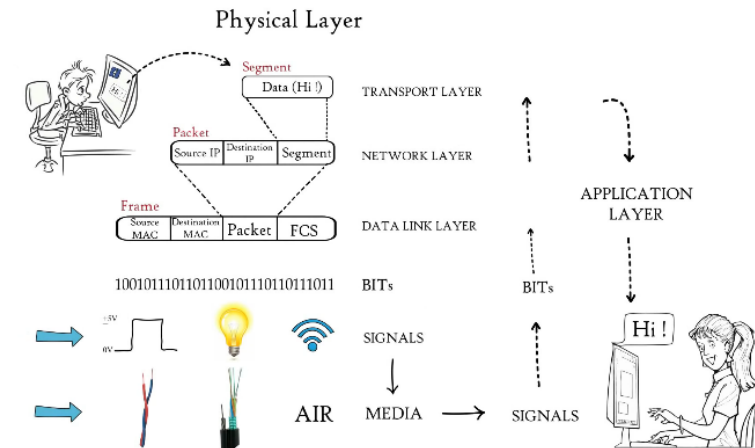 Physical Layer
Segment
Data (Hi !)
TRANSPORT LAYER
Packet
Source IP
Destination
IP
Segment
NETWORK LAYER
APPLICATION
LAYER
Frame
Source
MAC
Destination
MAC
Packet
FCS
DATA LINK LAYER
BITs
BITs
+5V
0V
SIGNALS
Hi !
AIR
MEDIA
SIGNALS